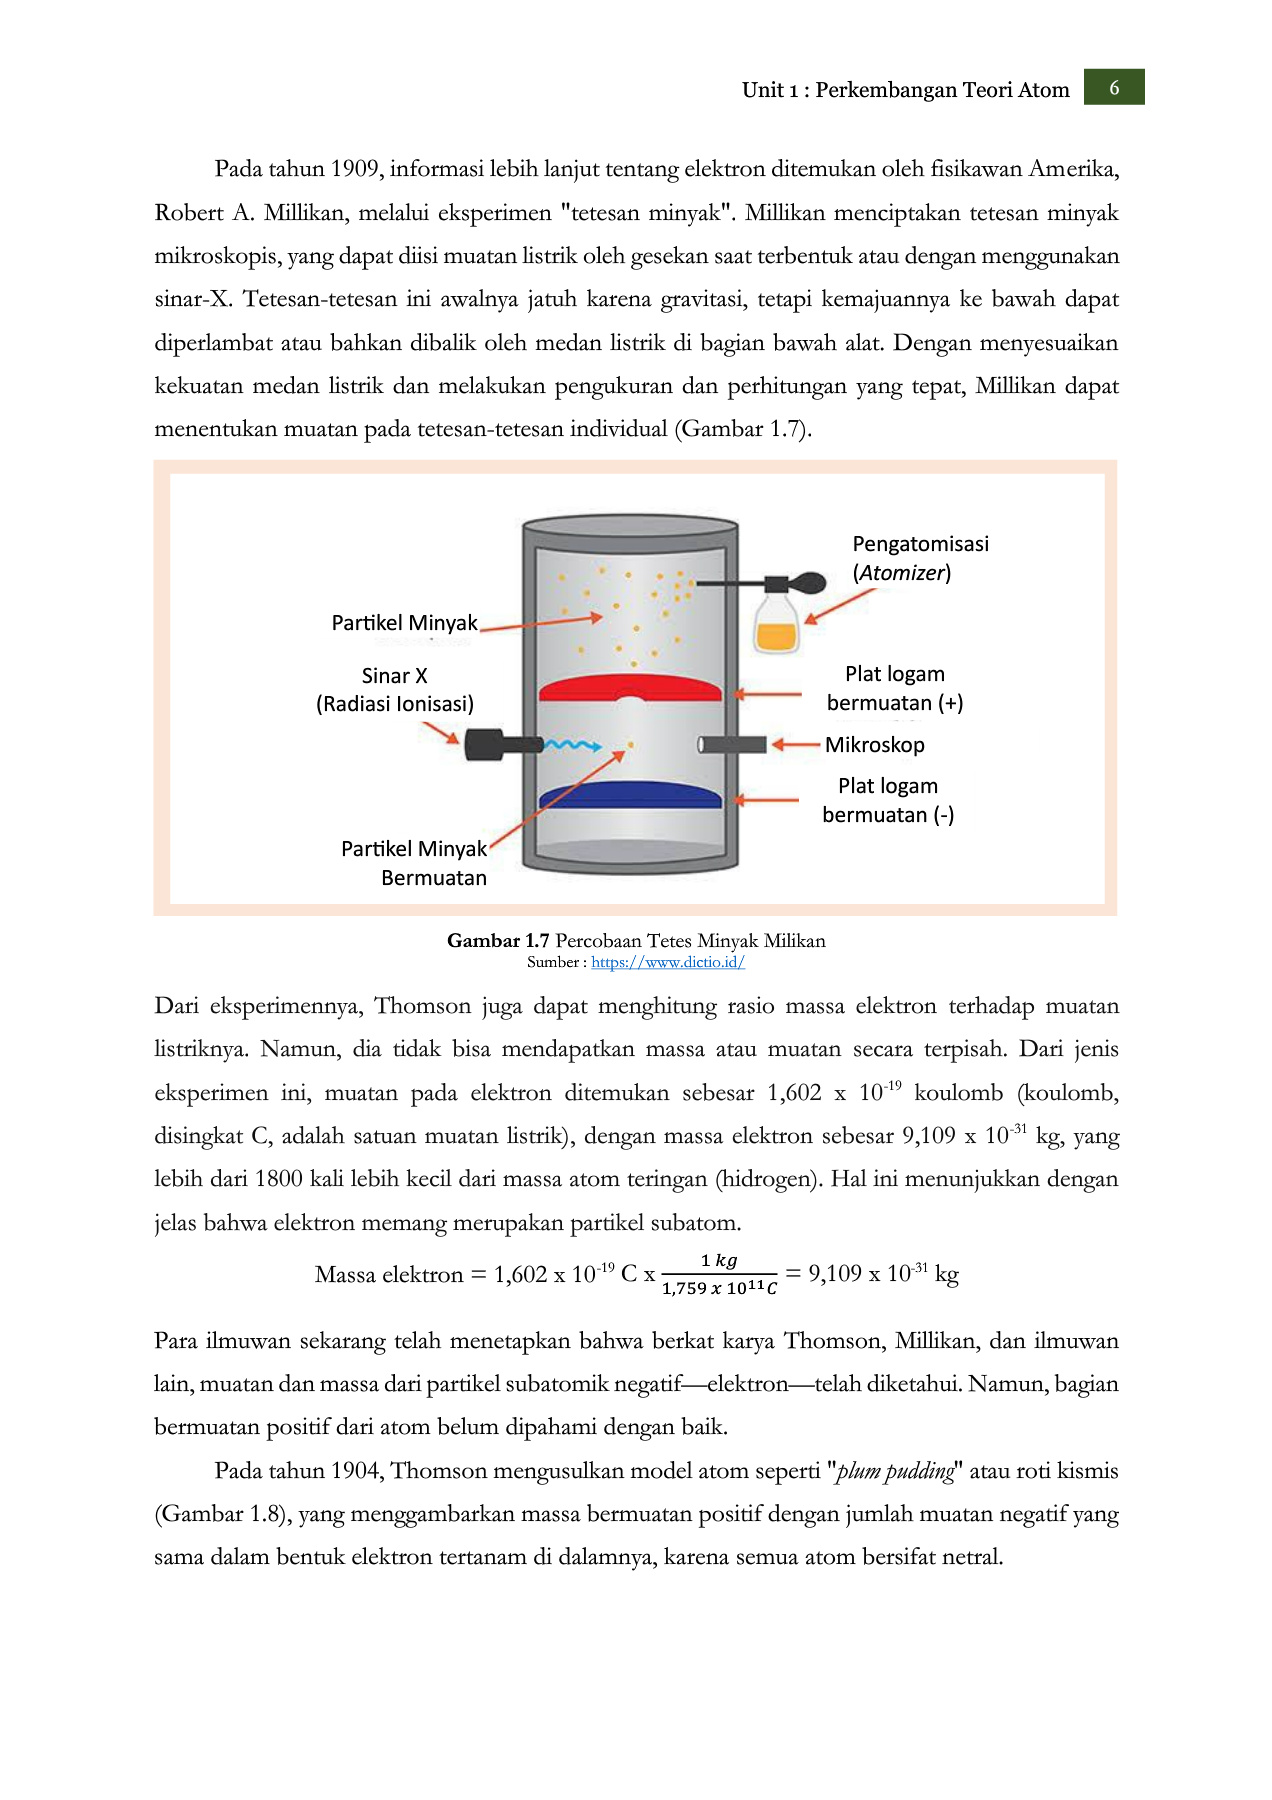 Unit 1 : Perkembangan Teori Atom 6
Pada tahun 1909, informasi lebih lanjut tentang elektron ditemukan oleh fisikawan Amerika,
Robert A. Millikan, melalui eksperimen "tetesan minyak". Millikan menciptakan tetesan minyak
mikroskopis, yang dapat diisi muatan listrik oleh gesekan saat terbentuk atau dengan menggunakan
sinar-X. Tetesan-tetesan ini awalnya jatuh karena gravitasi, tetapi kemajuannya ke bawah dapat
diperlambat atau bahkan dibalik oleh medan listrik di bagian bawah alat. Dengan menyesuaikan
kekuatan medan listrik dan melakukan pengukuran dan perhitungan yang tepat, Millikan dapat
menentukan muatan pada tetesan-tetesan individual (Gambar 1.7).
Pengatomisasi
(Atomizer)
Partikel Minyak
Sinar X
(Radiasi Ionisasi)
Plat logam
bermuatan (+)
Mikroskop
Plat logam
bermuatan (-)
Partikel Minyak
Bermuatan
Gambar 1.7 Percobaan Tetes Minyak Milikan
Sumber : https://www.dictio.id/
Dari eksperimennya, Thomson juga dapat menghitung rasio massa elektron terhadap muatan
listriknya. Namun, dia tidak bisa mendapatkan massa atau muatan secara terpisah. Dari jenis
eksperimen ini, muatan pada elektron ditemukan sebesar 1,602 x 10⁻¹⁹ koulomb (koulomb,
disingkat C, adalah satuan muatan listrik), dengan massa elektron sebesar 9,109 x 10⁻³¹ kg, yang
lebih dari 1800 kali lebih kecil dari massa atom teringan (hidrogen). Hal ini menunjukkan dengan
jelas bahwa elektron memang merupakan partikel subatom.
Massa elektron = 1,602 x 10⁻¹⁹ C x 1 kg / 1,759 x 10¹¹C = 9,109 x 10⁻³¹ kg
Para ilmuwan sekarang telah menetapkan bahwa berkat karya Thomson, Millikan, dan ilmuwan
lain, muatan dan massa dari partikel subatomik negatif—elektron—telah diketahui. Namun, bagian
bermuatan positif dari atom belum dipahami dengan baik.
Pada tahun 1904, Thomson mengusulkan model atom seperti "plum pudding" atau roti kismis
(Gambar 1.8), yang menggambarkan massa bermuatan positif dengan jumlah muatan negatif yang
sama dalam bentuk elektron tertanam di dalamnya, karena semua atom bersifat netral.